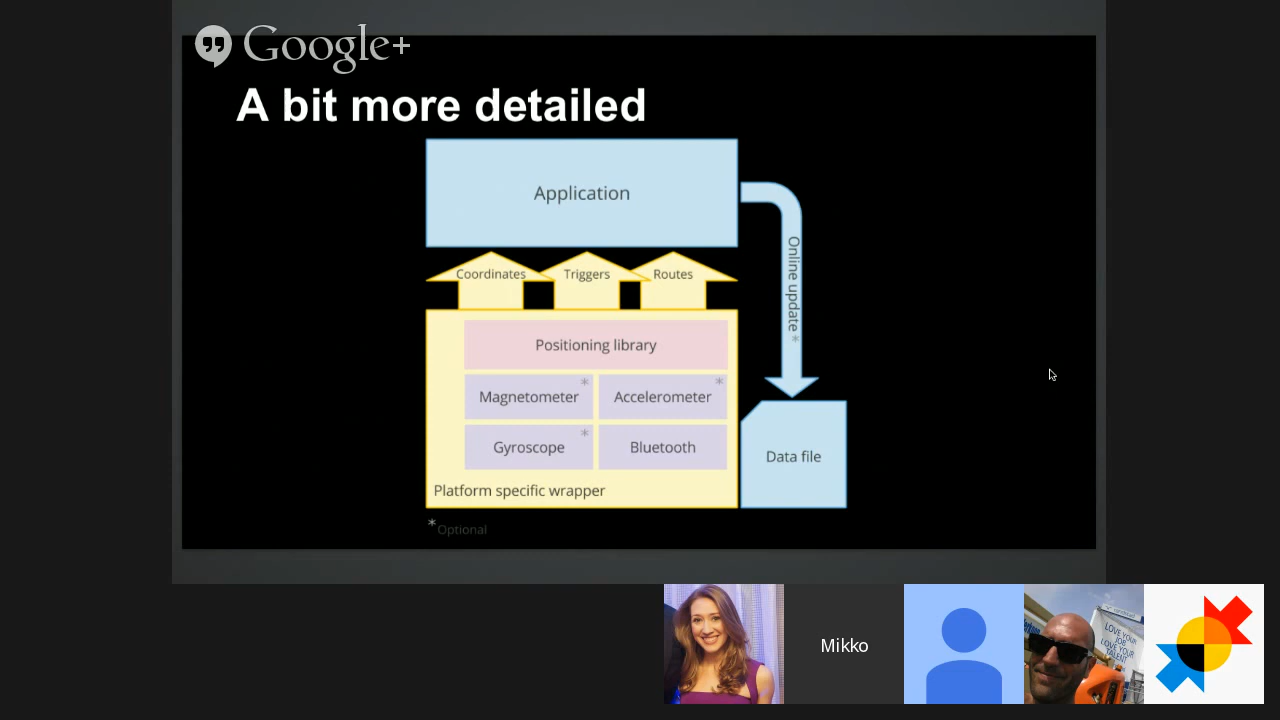 Google+
A bit more detailed
Application
Coordinates
Triggers
Routes
Online update *
Positioning library
Magnetometer *
Accelerometer *
Gyroscope *
Bluetooth
Platform specific wrapper
Data file
*Optional
Mikko
LOVE YOUR
LOVE YOUR